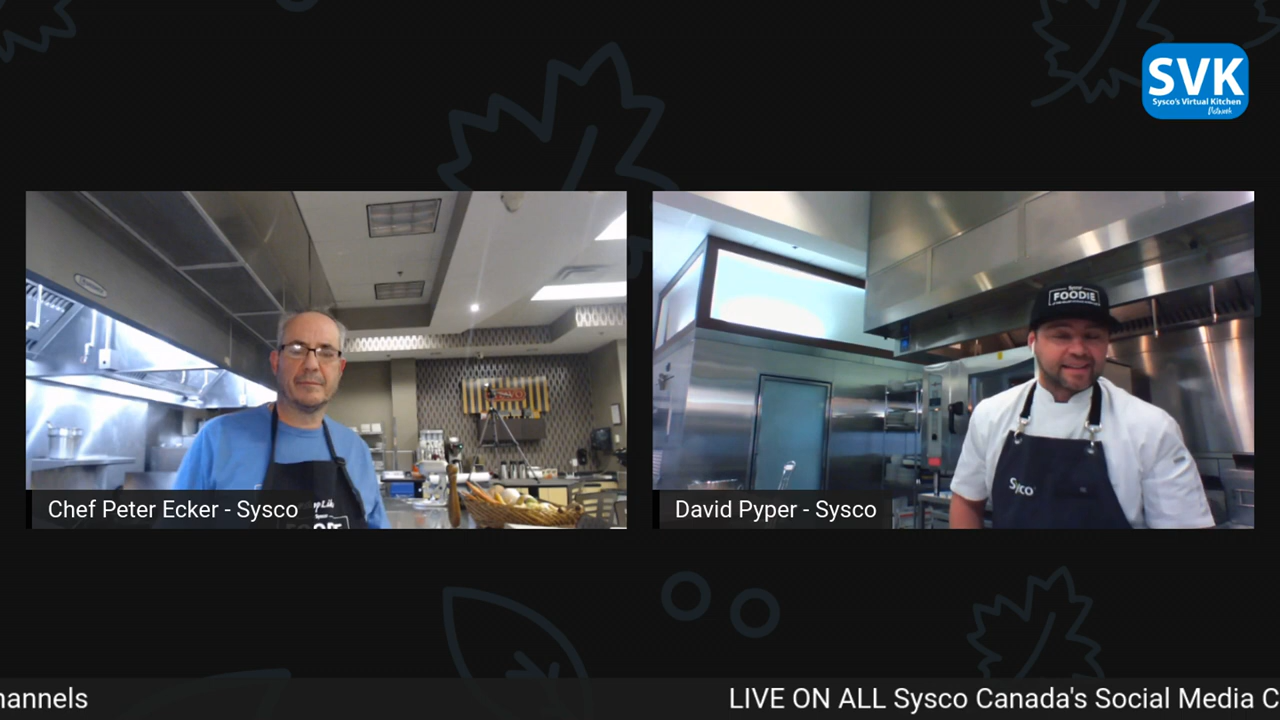 SVK
Sysco's Virtual Kitchen
Network
FOODIE
Sysco
Chef Peter Ecker - Sysco
David Pyper - Sysco
hannels
LIVE ON ALL Sysco Canada's Social Media C